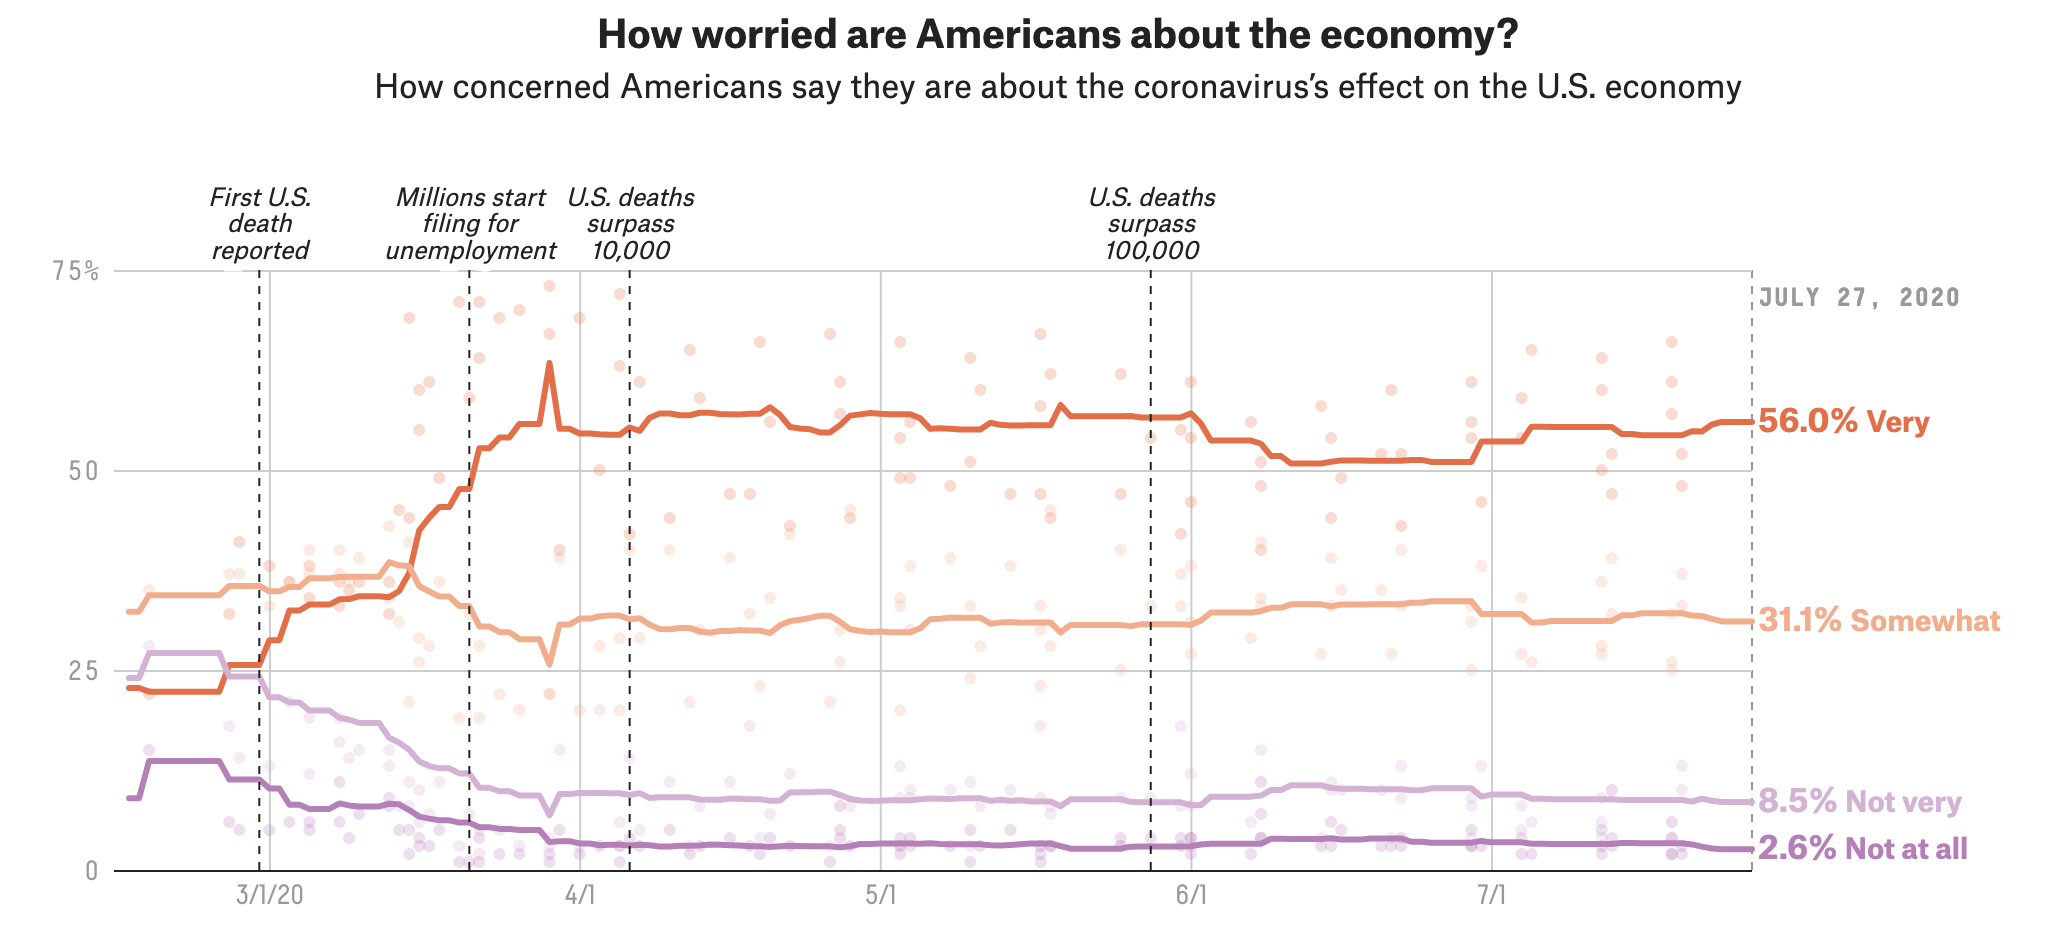 How worried are Americans about the economy?
How concerned Americans say they are about the coronavirus's effect on the U.S. economy
First U.S.
death
reported
Millions start
filing for
unemployment
U.S. deaths
surpass
10,000
U.S. deaths
surpass
100,000
75%
JULY 27, 2020
56.0% Very
50
31.1% Somewhat
25
8.5% Not very
2.6% Not at all
0
3/1/20
4/1
5/1
6/1
7/1